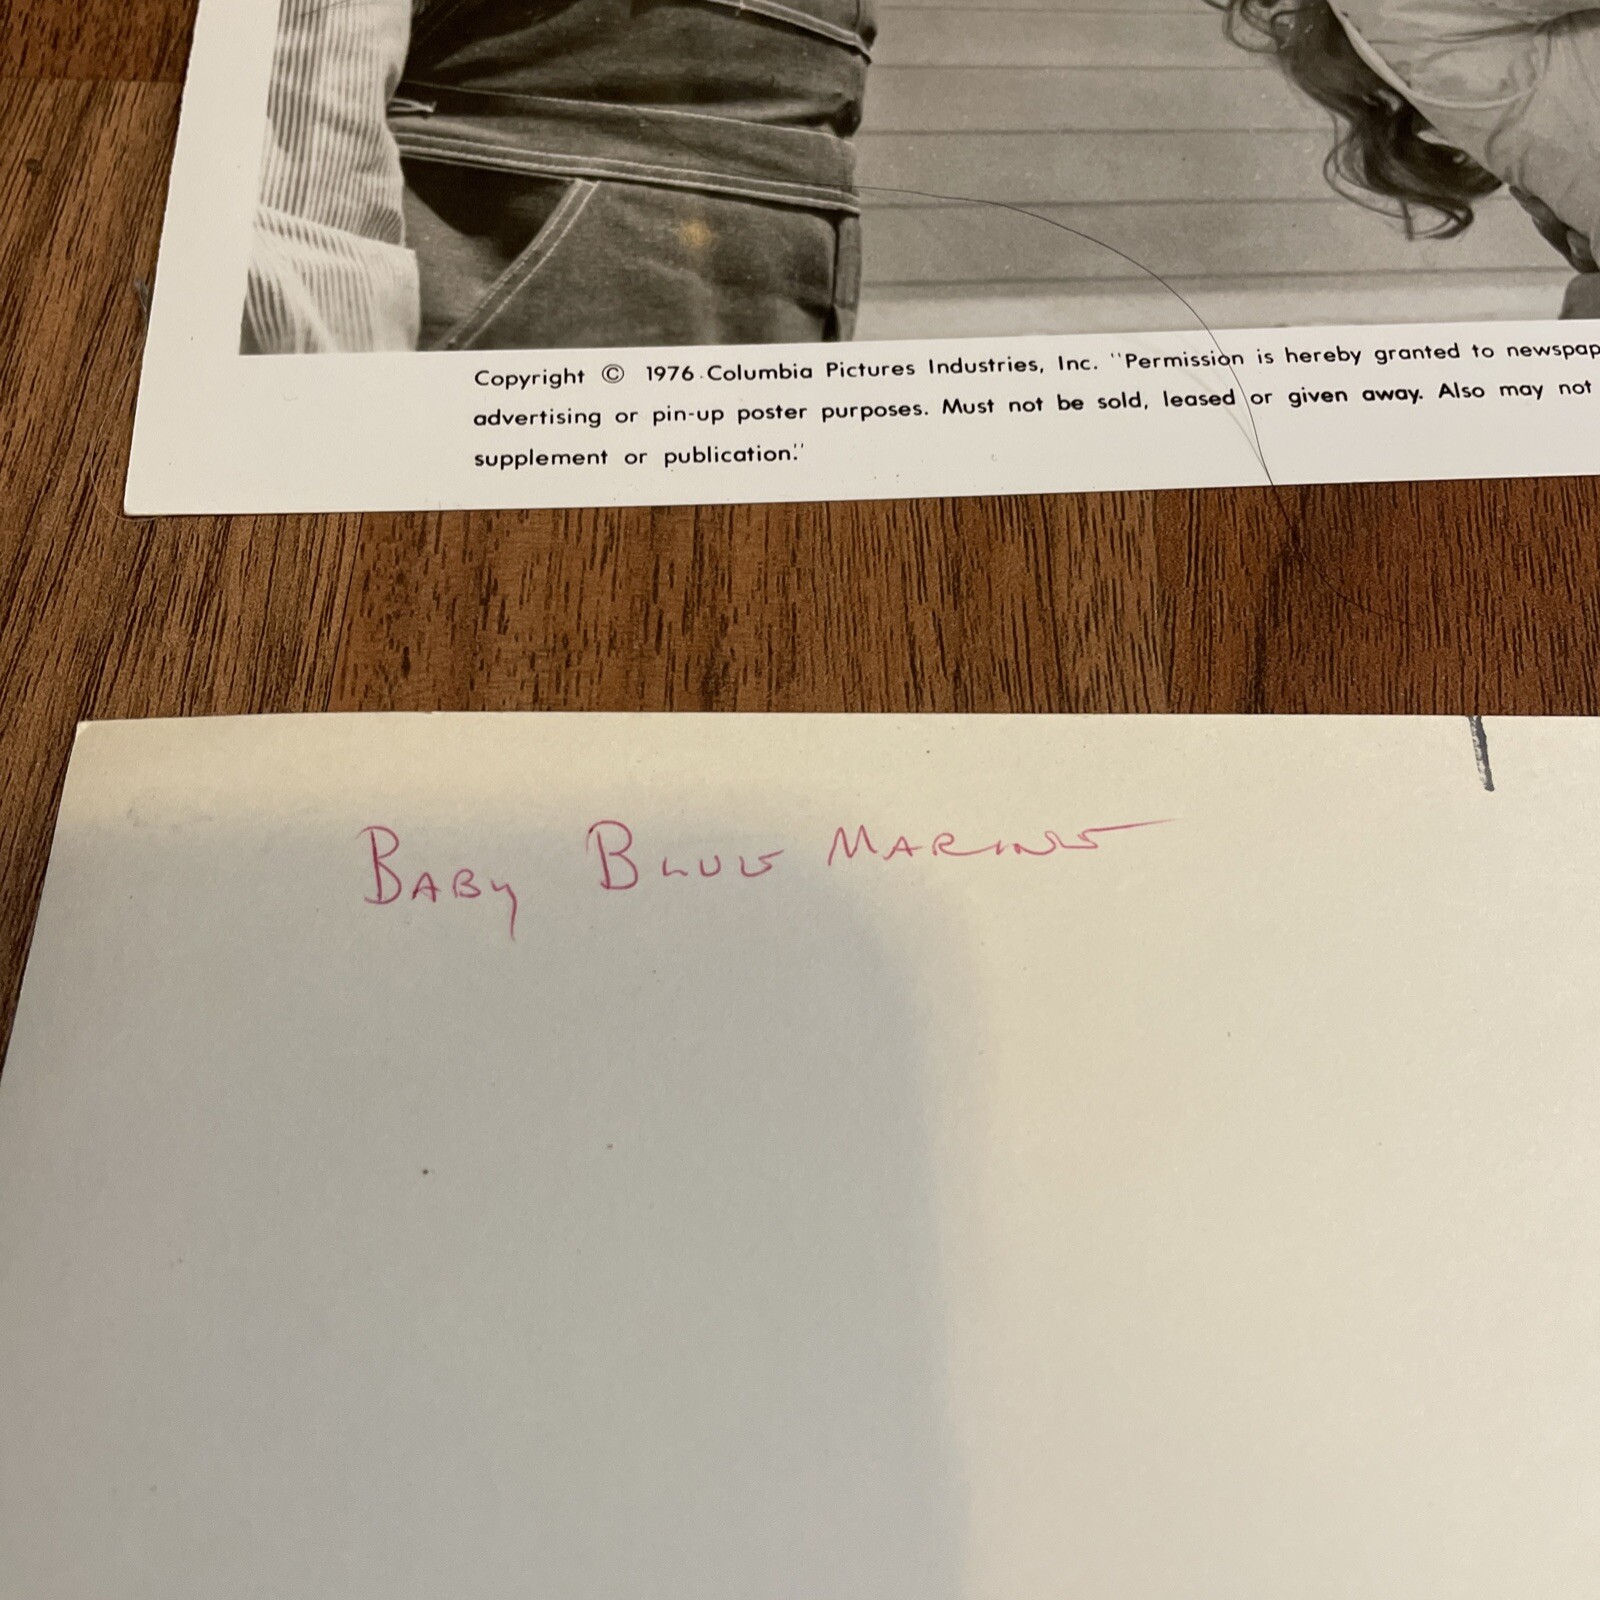 Copyright © 1976 Columbia Pictures Industries, Inc. "Permission is hereby granted to newspap
advertising or pin-up poster purposes. Must not be sold, leased or given away. Also may not
supplement or publication."
BABY BLUE MARINE